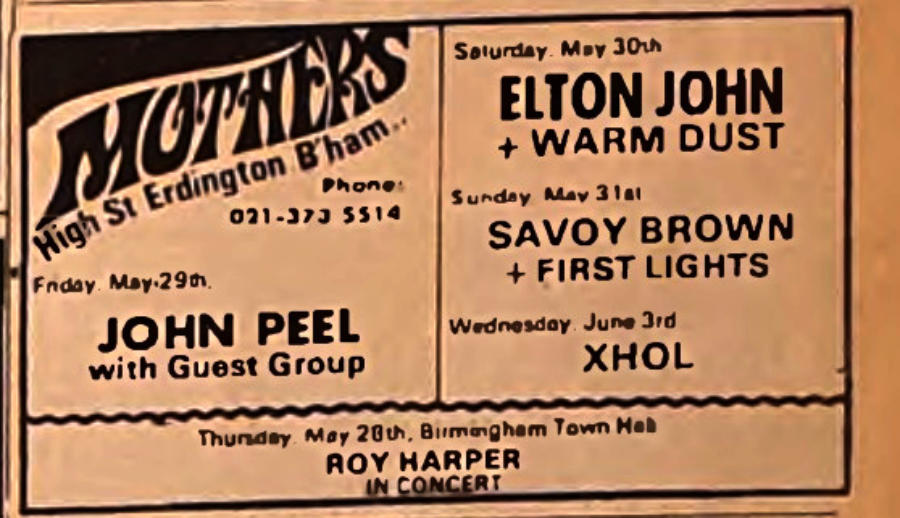 MOTHERS
High St Erdington B'ham..
Phone:
021-373 5514
Friday. May.29th.
JOHN PEEL
with Guest Group
Saturday. May 30th
ELTON JOHN
+ WARM DUST
Sunday May 31st
SAVOY BROWN
+ FIRST LIGHTS
Wednesday. June 3rd
XHOL
Thursday. May 28th, Birmingham Town Hall
ROY HARPER
IN CONCERT